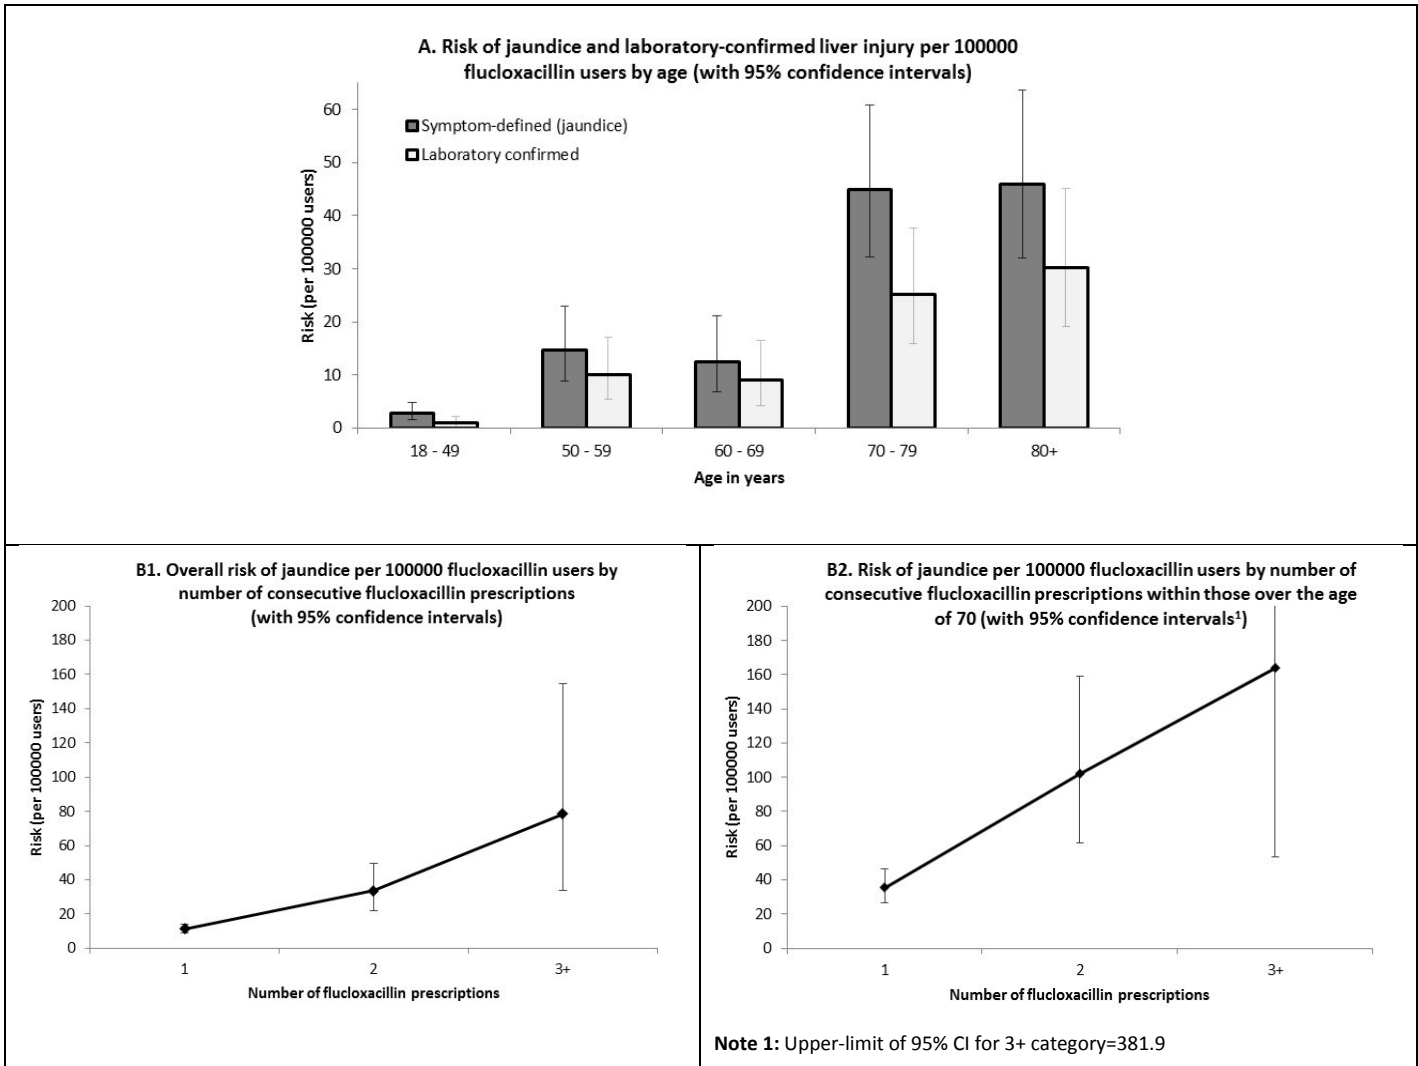 A. Risk of jaundice and laboratory-confirmed liver injury per 100000
flucloxacillin users by age (with 95% confidence intervals)
Risk (per 100000 users)
60
50
40
30
20
10
0
Symptom-defined (jaundice)
Laboratory confirmed
18 - 49
50 - 59
60 - 69
70 - 79
80+
Age in years
B1. Overall risk of jaundice per 100000 flucloxacillin users by
number of consecutive flucloxacillin prescriptions
(with 95% confidence intervals)
Risk (per 100000 users)
200
180
160
140
120
100
80
60
40
20
0
1
2
3+
Number of flucloxacillin prescriptions
B2. Risk of jaundice per 100000 flucloxacillin users by number of
consecutive flucloxacillin prescriptions within those over the age
of 70 (with 95% confidence intervals¹)
Risk (per 100000 users)
200
180
160
140
120
100
80
60
40
20
0
1
2
3+
Number of flucloxacillin prescriptions
Note 1: Upper-limit of 95% CI for 3+ category=381.9